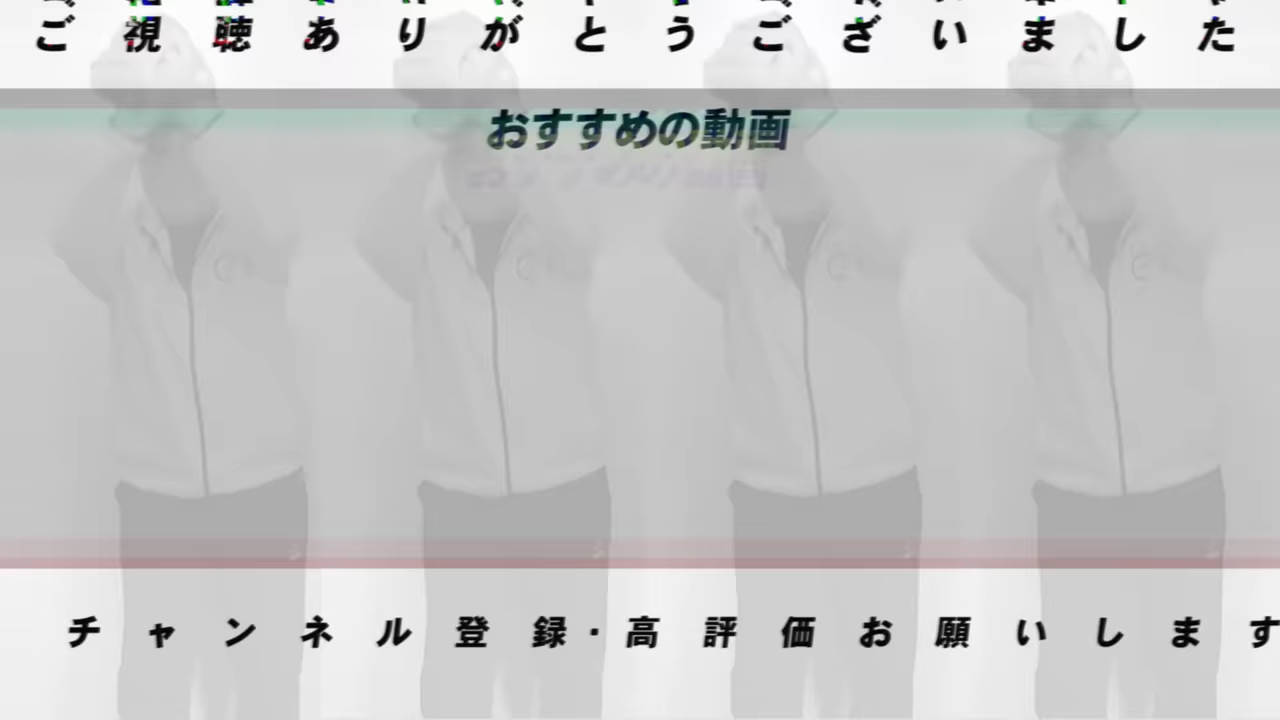 ご視聴ありがとうございました
おすすめの動画
チャンネル登録・高評価お願いします